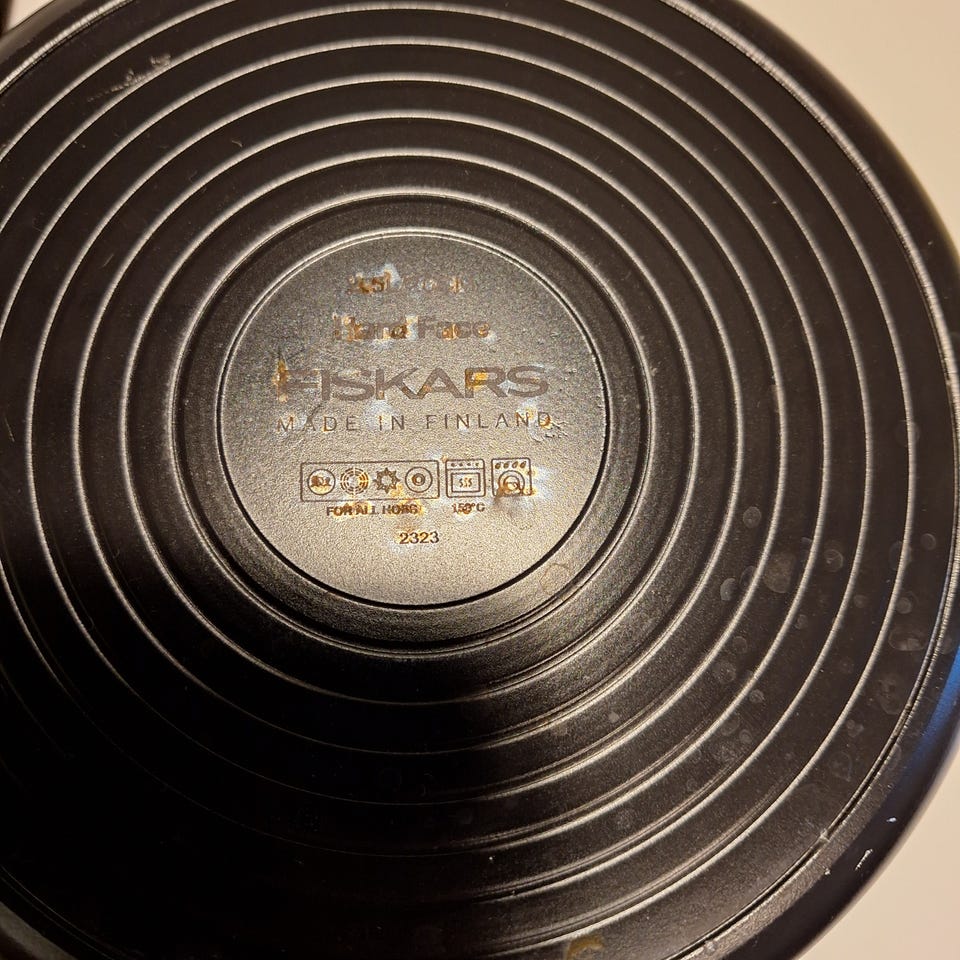 Hard Face
FISKARS
MADE IN FINLAND
FOR ALL HOBS 150°C
2323